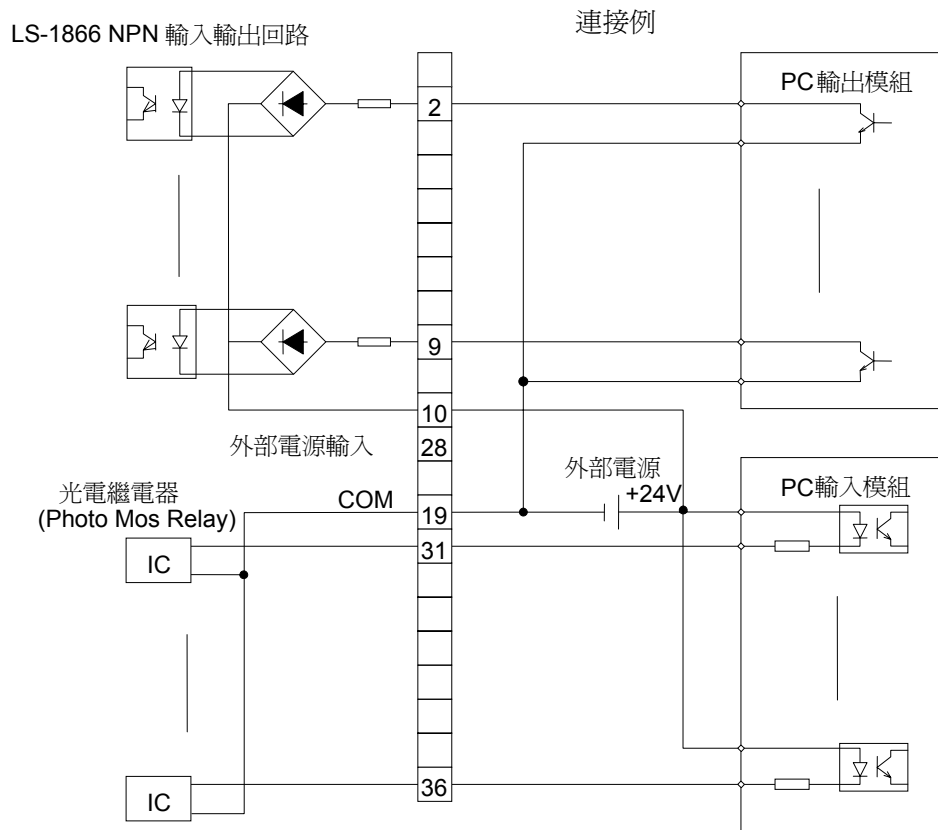 連接例
LS-1866 NPN 輸入輸出回路
PC輸出模組
2
9
10
外部電源輸入
28
外部電源
+24V
PC輸入模組
光電繼電器
(Photo Mos Relay)
COM
19
31
IC
36
IC